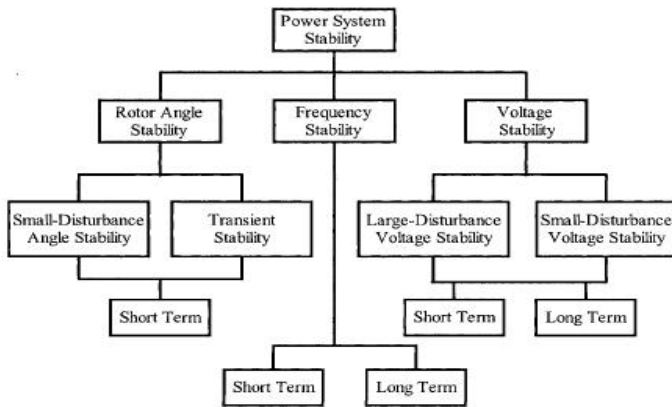 Power System
Stability
Rotor Angle
Stability
Frequency
Stability
Voltage
Stability
Small-Disturbance
Angle Stability
Transient
Stability
Large-Disturbance
Voltage Stability
Small-Disturbance
Voltage Stability
Short Term
Short Term
Long Term
Short Term
Long Term